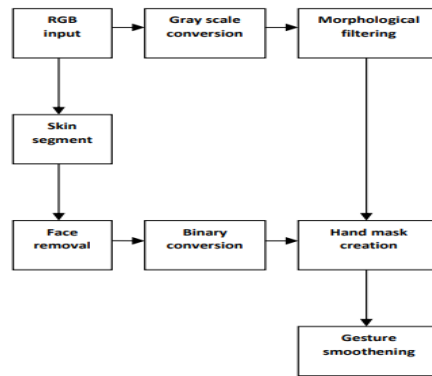 RGB
input
Gray scale
conversion
Morphological
filtering
Skin
segment
Face
removal
Binary
conversion
Hand mask
creation
Gesture
smoothening